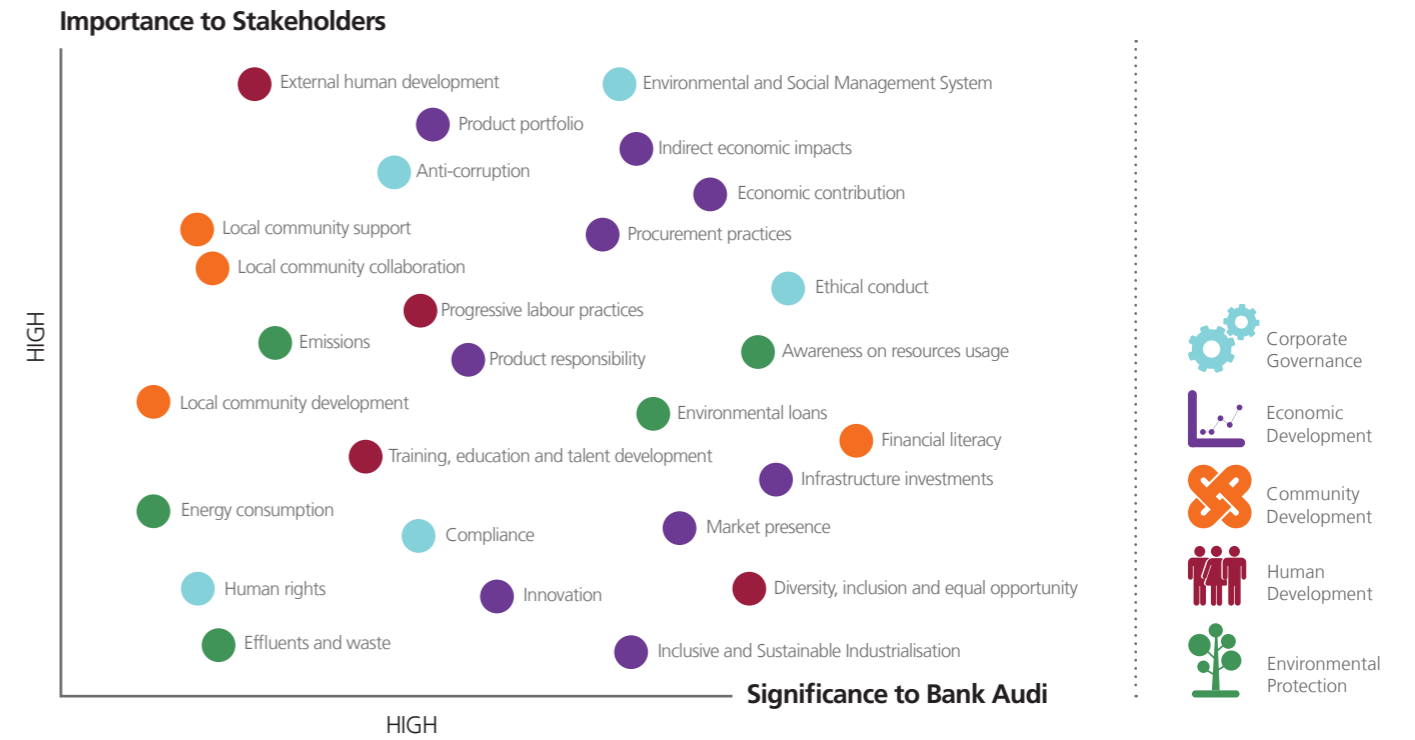 Importance to Stakeholders
External human development
Environmental and Social Management System
Product portfolio
Indirect economic impacts
Anti-corruption
Economic contribution
Local community support
Procurement practices
Local community collaboration
Ethical conduct
Progressive labour practices
Emissions
Awareness on resources usage
Product responsibility
Local community development
Environmental loans
Financial literacy
Training, education and talent development
Infrastructure investments
Energy consumption
Market presence
Compliance
Human rights
Diversity, inclusion and equal opportunity
Innovation
Effluents and waste
Inclusive and Sustainable Industrialisation
HIGH
Significance to Bank Audi
HIGH
Corporate
Governance
Economic
Development
Community
Development
Human
Development
Environmental
Protection